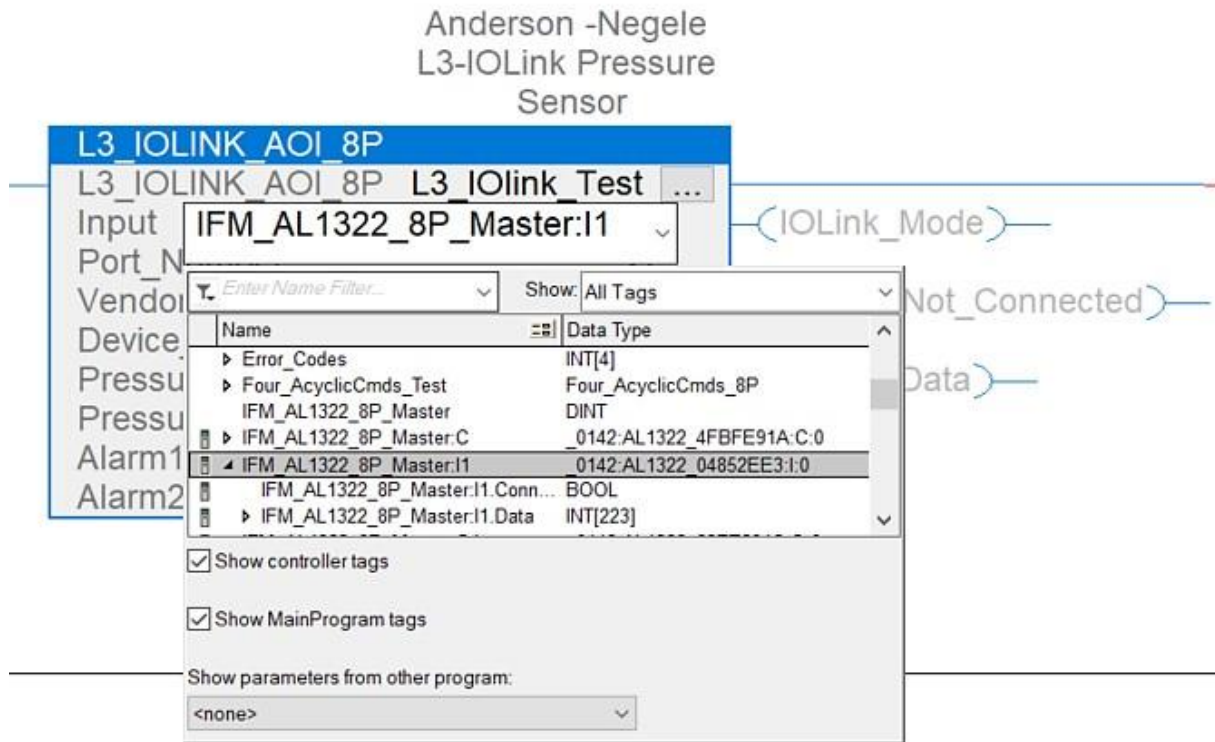 Anderson -Negele
L3-IOLink Pressure
Sensor
L3_IOLINK_AOI_8P
L3_IOLINK_AOI_8P L3_IOlink_Test ...
Input IFM_AL1322_8P_Master:I1
IOLink_Mode
Port_N
Enter Name Filter... Show: All Tags
Vendor
Not_Connected
Name Data Type
Device_
Error_Codes INT[4]
Pressu
Four_AcyclicCmds_Test Four_AcyclicCmds_8P
Data
IFM_AL1322_8P_Master DINT
Pressu
IFM_AL1322_8P_Master:C _0142:AL1322_4FBFE91A:C:0
Alarm1
IFM_AL1322_8P_Master:I1 _0142:AL1322_04852EE3:I:0
IFM_AL1322_8P_Master:I1.Conn... BOOL
Alarm2
IFM_AL1322_8P_Master:I1.Data INT[223]
Show controller tags
Show MainProgram tags
Show parameters from other program:
<none>